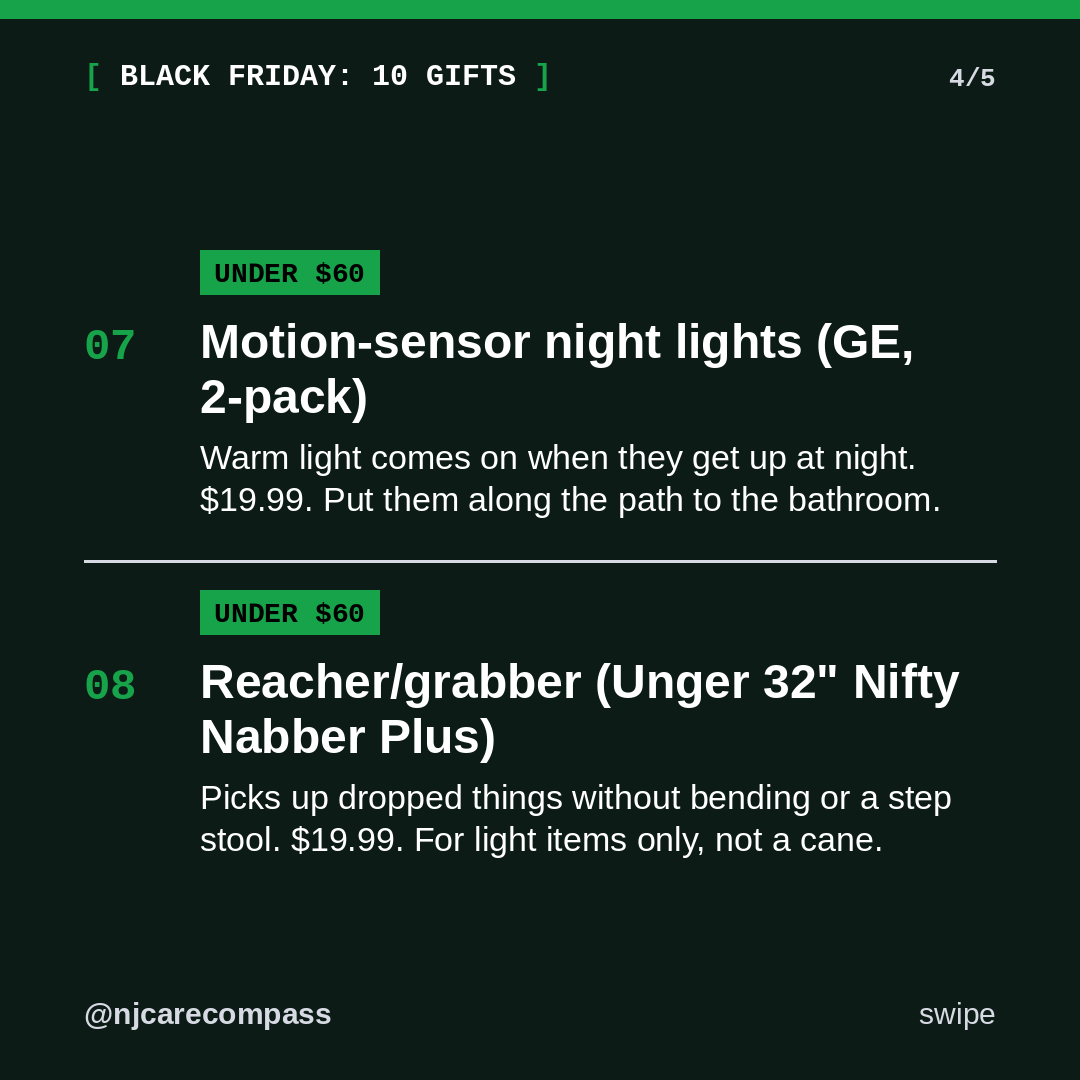 [ BLACK FRIDAY: 10 GIFTS ]
4/5
UNDER $60
07
Motion-sensor night lights (GE,
2-pack)
Warm light comes on when they get up at night.
$19.99. Put them along the path to the bathroom.
UNDER $60
08
Reacher/grabber (Unger 32" Nifty
Nabber Plus)
Picks up dropped things without bending or a step
stool. $19.99. For light items only, not a cane.
@njcarecompass
swipe